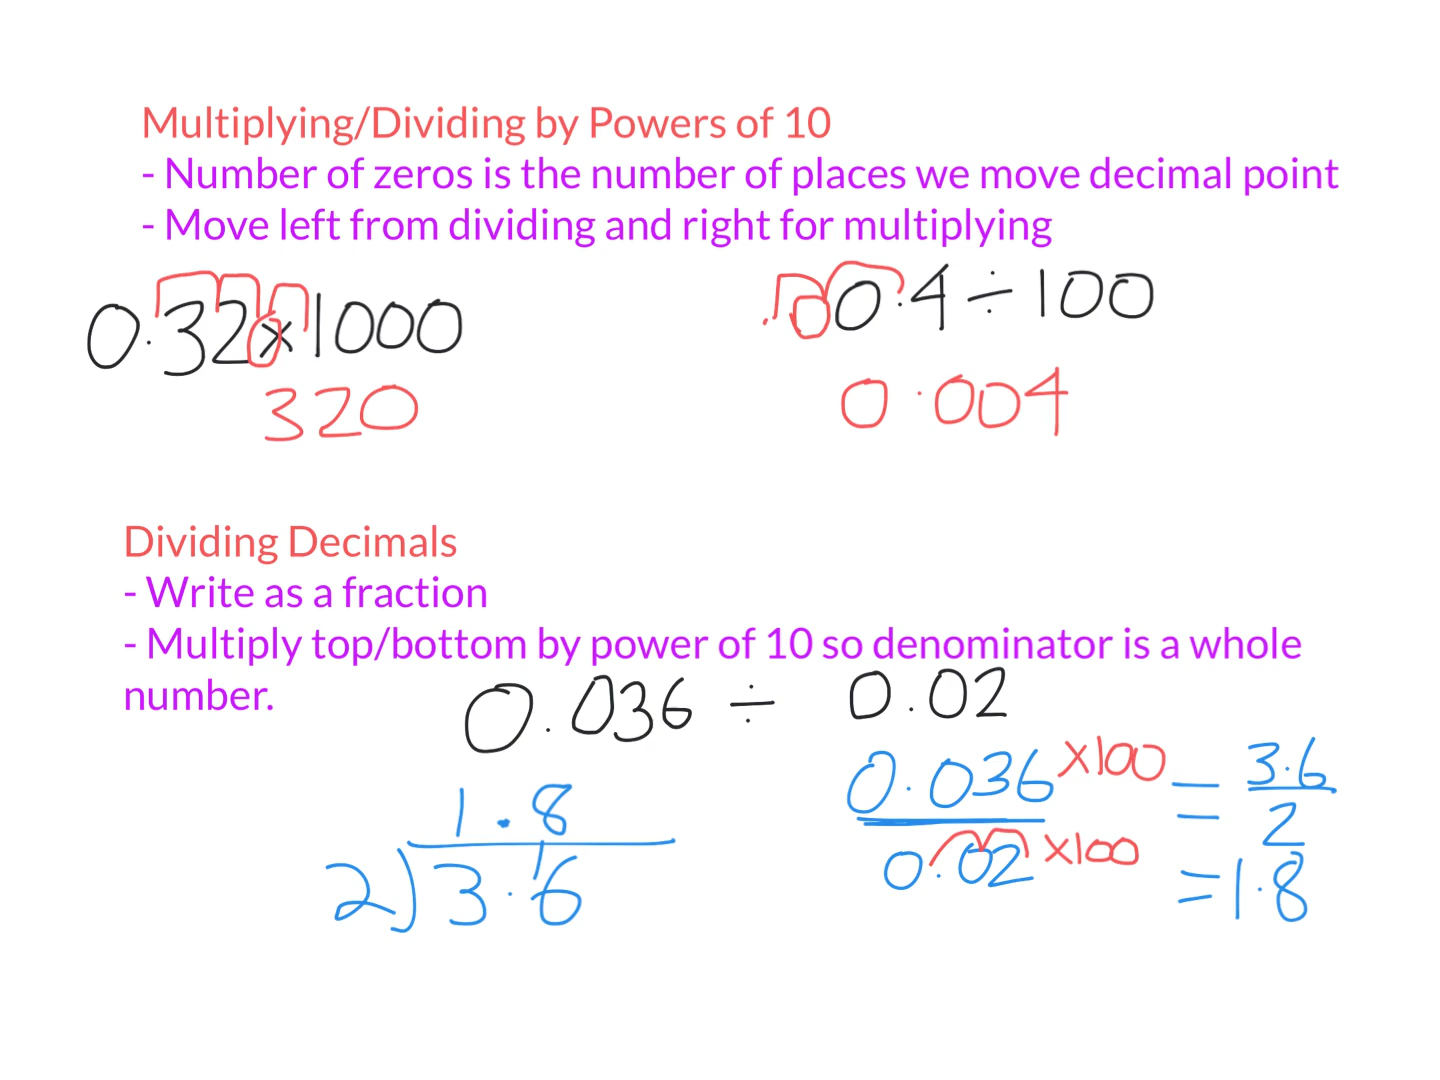 Multiplying/Dividing by Powers of 10
- Number of zeros is the number of places we move decimal point
- Move left from dividing and right for multiplying
0.32 x 1000
320
0.4 ÷ 100
0.004
Dividing Decimals
- Write as a fraction
- Multiply top/bottom by power of 10 so denominator is a whole
number.
0.036 ÷ 0.02
0.036 x100 = 3.6
0.02 x100 2
= 1.8
1.8
2)3.16